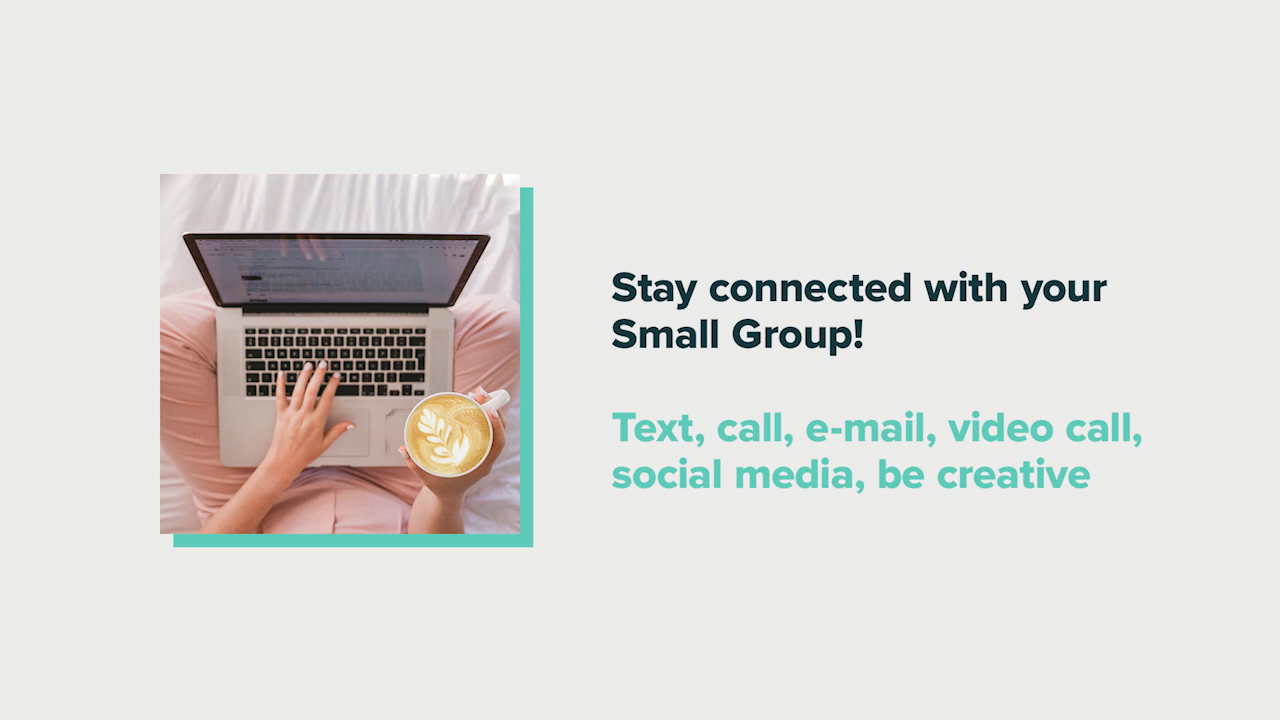 Stay connected with your
Small Group!
Text, call, e-mail, video call,
social media, be creative